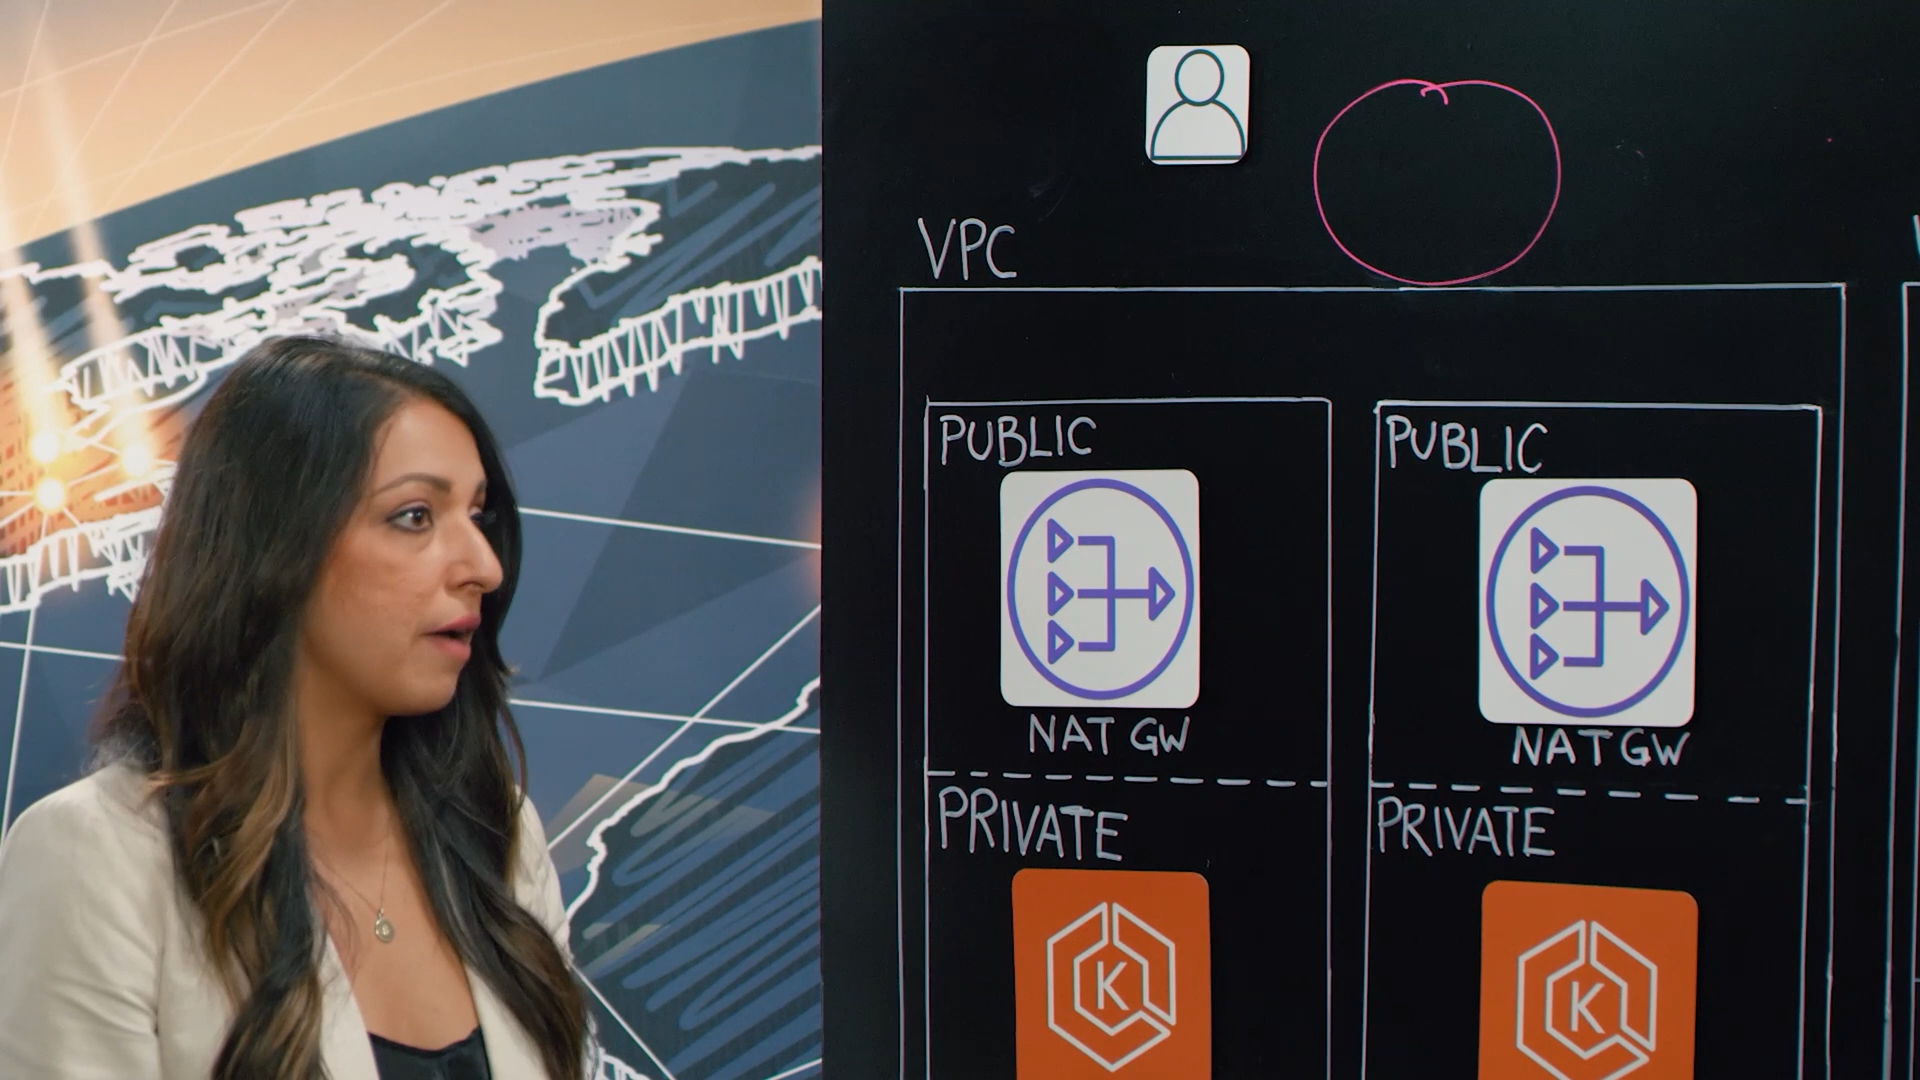 VPC
PUBLIC
NAT GW
PRIVATE
K
PUBLIC
NAT GW
PRIVATE
K